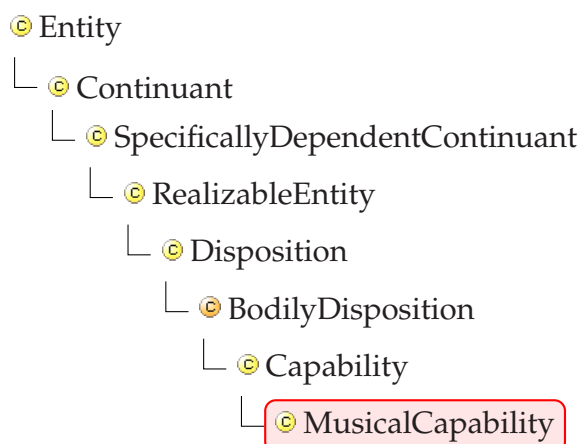 C Entity
C Continuant
C SpecificallyDependentContinuant
C RealizableEntity
C Disposition
C BodilyDisposition
C Capability
C MusicalCapability